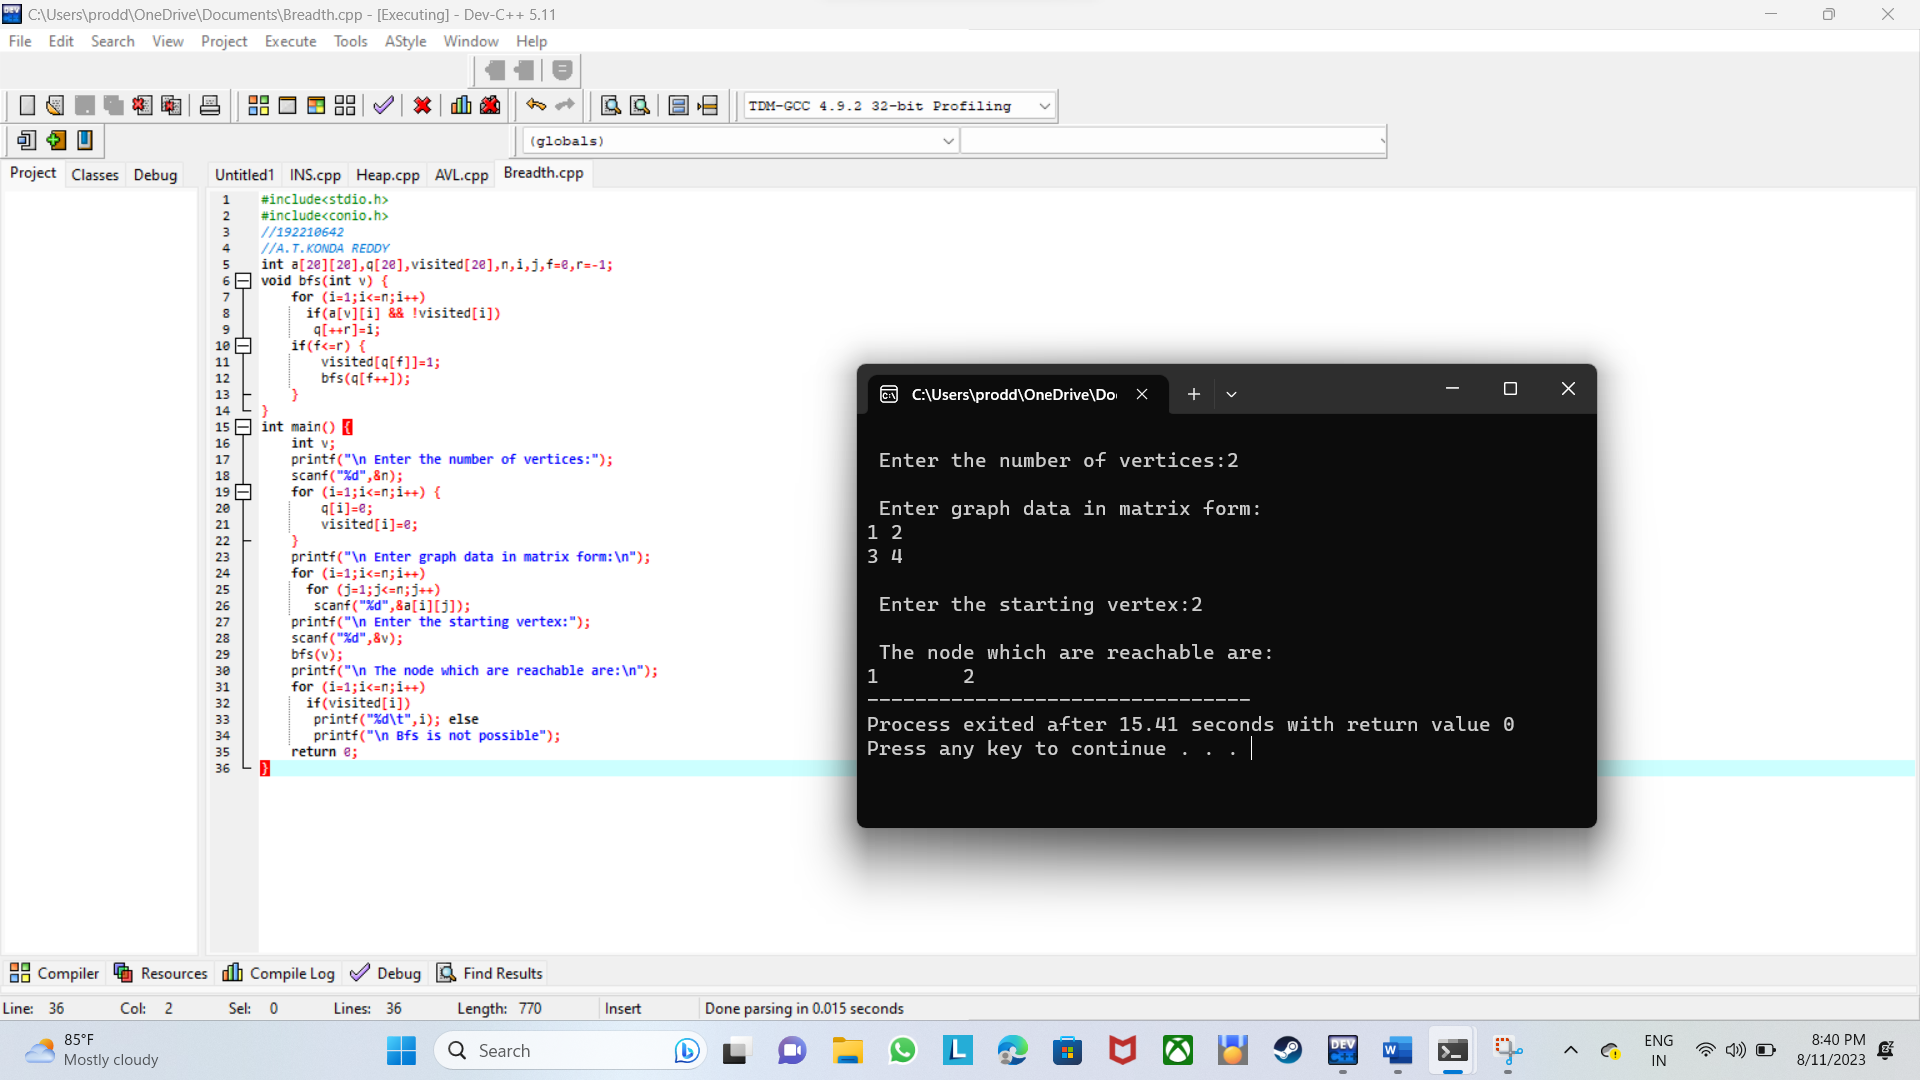 C:\Users\prodd\OneDrive\Documents\Breadth.cpp - [Executing] - Dev-C++ 5.11
File Edit Search View Project Execute Tools AStyle Window Help
TDM-GCC 4.9.2 32-bit Profiling
(globals)
Project Classes Debug
Untitled1 INS.cpp Heap.cpp AVL.cpp Breadth.cpp
1 #include<stdio.h>
2 #include<conio.h>
3 //192210642
4 //A.T.KONDA REDDY
5 int a[20][20],q[20],visited[20],n,i,j,f=0,r=-1;
6 void bfs(int v) {
7 for (i=1;i<=n;i++)
8 if(a[v][i] && !visited[i])
9 q[++r]=i;
10 if(f<=r) {
11 visited[q[f]]=1;
12 bfs(q[f++]);
13 }
14 }
15 int main() {
16 int v;
17 printf("\n Enter the number of vertices:");
18 scanf("%d",&n);
19 for (i=1;i<=n;i++) {
20 q[i]=0;
21 visited[i]=0;
22 }
23 printf("\n Enter graph data in matrix form:\n");
24 for (i=1;i<=n;i++)
25 for (j=1;j<=n;j++)
26 scanf("%d",&a[i][j]);
27 printf("\n Enter the starting vertex:");
28 scanf("%d",&v);
29 bfs(v);
30 printf("\n The node which are reachable are:\n");
31 for (i=1;i<=n;i++)
32 if(visited[i])
33 printf("%d\t",i); else
34 printf("\n Bfs is not possible");
35 return 0;
36 }
C:\Users\prodd\OneDrive\Do
Enter the number of vertices:2
Enter graph data in matrix form:
1 2
3 4
Enter the starting vertex:2
The node which are reachable are:
1 2
--------------------------------
Process exited after 15.41 seconds with return value 0
Press any key to continue . . .
Compiler Resources Compile Log Debug Find Results
Line: 36 Col: 2 Sel: 0 Lines: 36 Length: 770 Insert Done parsing in 0.015 seconds
85°F
Mostly cloudy
Search
DEV C++
ENG
IN
8:40 PM
8/11/2023